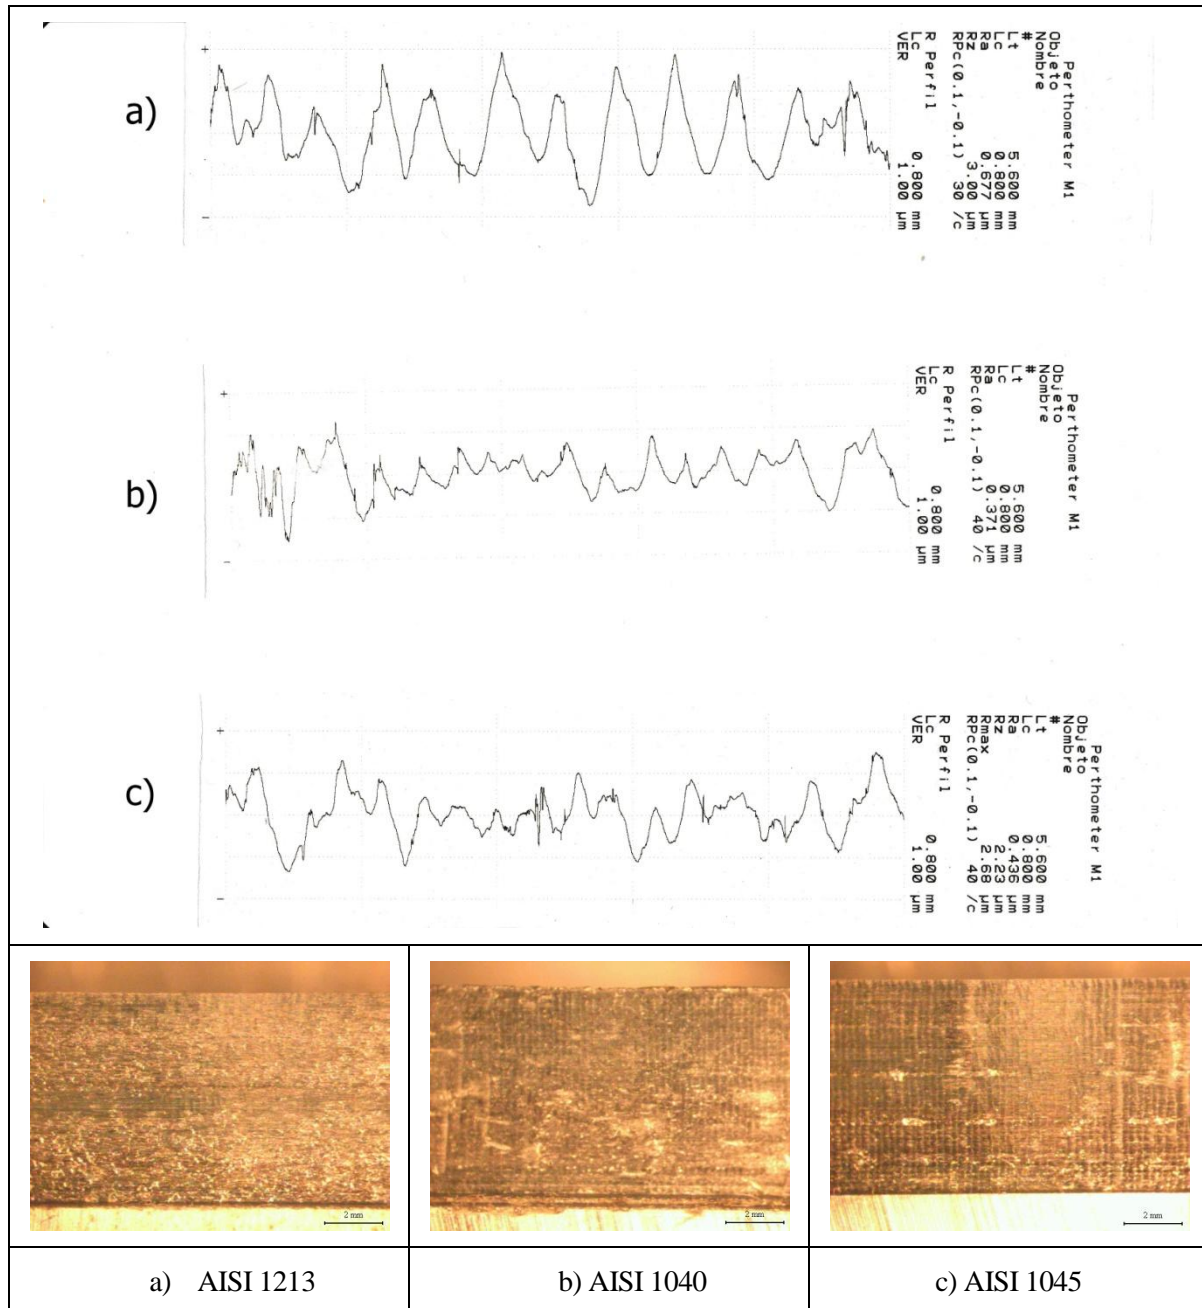 a)
+
-
Perthometer M1
Objeto
Nombre
#
Lt 5.600 mm
Lc 0.800 mm
Ra 0.677 µm
Rz 3.00 µm
RPc(0.1,-0.1) 30 /c
R Perfil
Lc 0.800 mm
VER 1.00 µm
b)
+
-
Perthometer M1
Objeto
Nombre
#
Lt 5.600 mm
Lc 0.800 mm
Ra 0.371 µm
RPc(0.1,-0.1) 40 /c
R Perfil
Lc 0.800 mm
VER 1.00 µm
c)
+
-
Perthometer M1
Objeto
Nombre
#
Lt 5.600 mm
Lc 0.800 mm
Ra 0.436 µm
Rz 2.23 µm
Rmax 2.68 µm
RPc(0.1,-0.1) 40 /c
R Perfil
Lc 0.800 mm
VER 1.00 µm
2 mm
2 mm
2 mm
a) AISI 1213
b) AISI 1040
c) AISI 1045